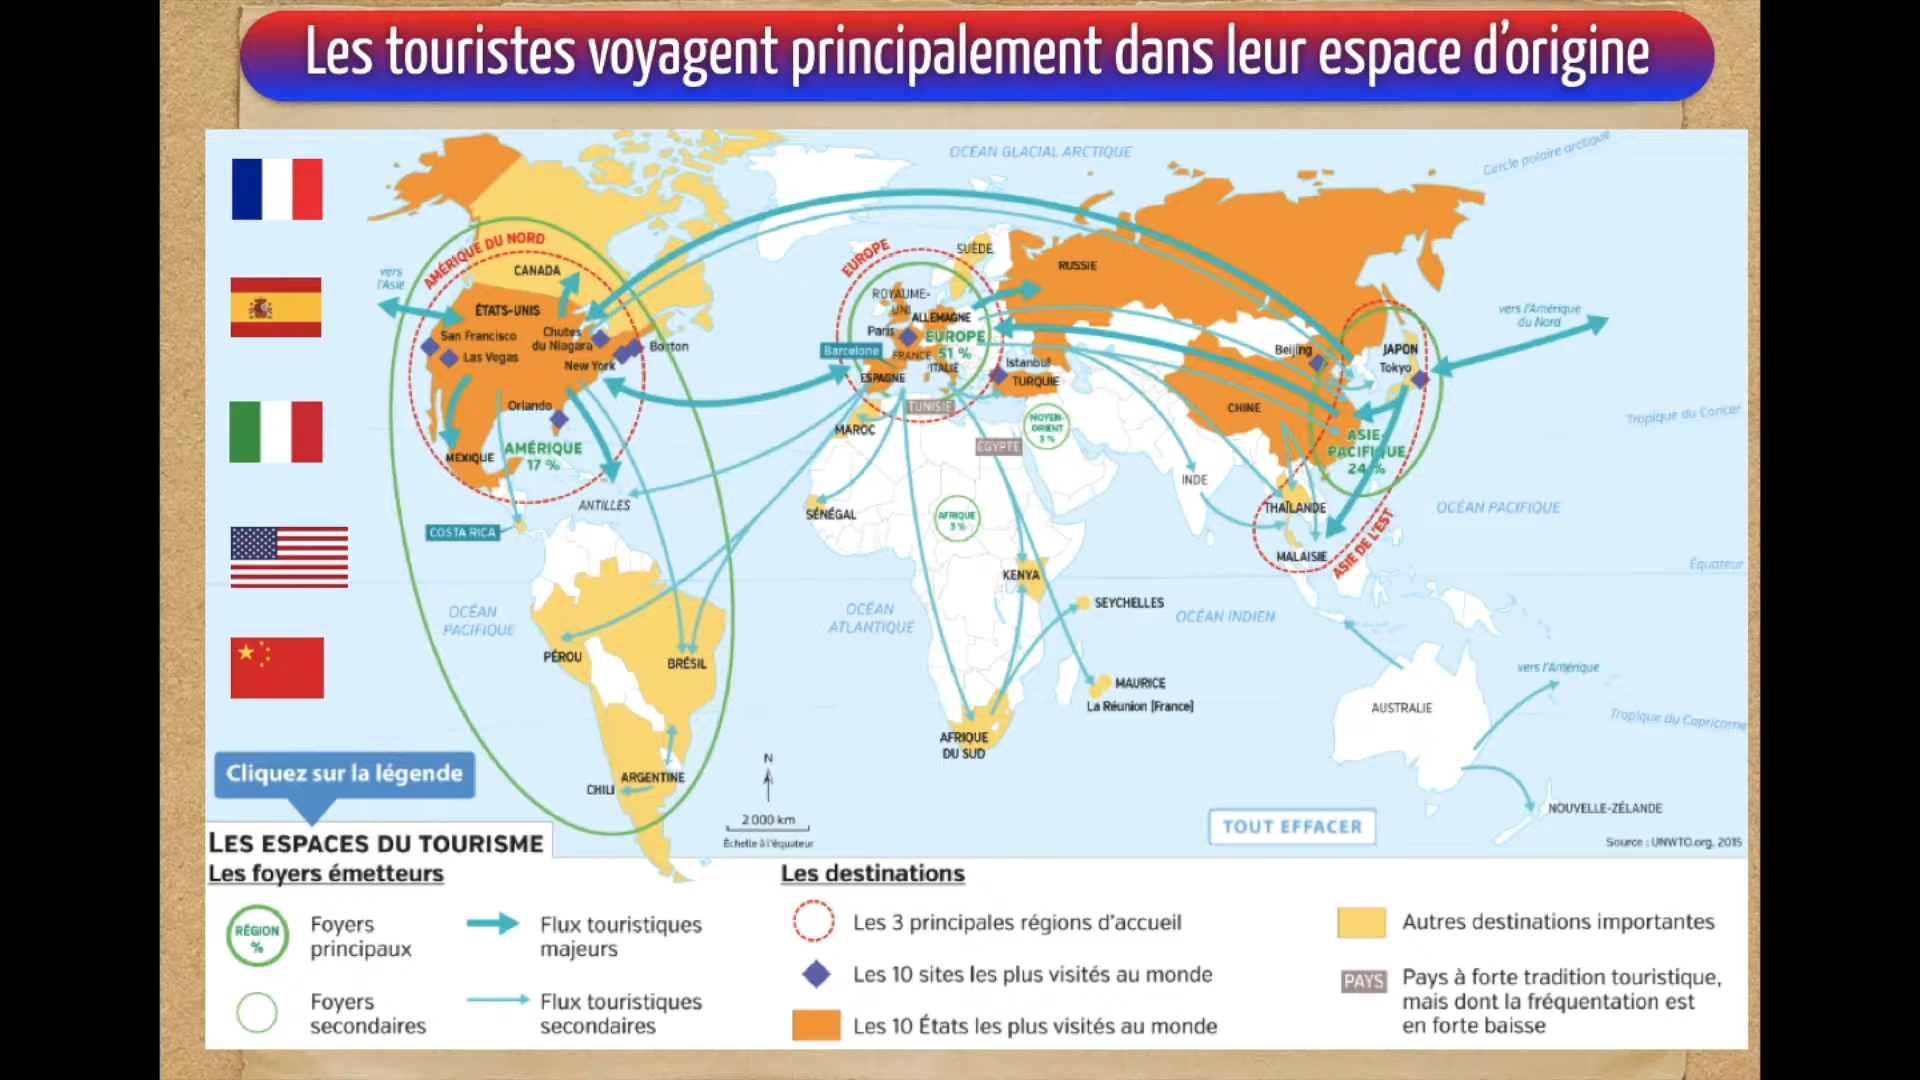 Les touristes voyagent principalement dans leur espace d'origine
OCÉAN GLACIAL ARCTIQUE
Cercle polaire arctique
AMÉRIQUE DU NORD
EUROPE
SUÈDE
CANADA
RUSSIE
vers
l'Asie
ROYAUME-
UNI
ÉTATS-UNIS
ALLEMAGNE
vers l'Amérique
du Nord
San Francisco
Chutes
du Niagara
Boston
Paris
EUROPE
51 %
Las Vegas
New York
Barcelone
FRANCE
ITALIE
Istanbul
Beijing
JAPON
Tokyo
ESPAGNE
TURQUIE
Orlando
TUNISIE
CHINE
Tropique du Cancer
MAROC
MOYEN-
ORIENT
3 %
AMÉRIQUE
17 %
MEXIQUE
ÉGYPTE
ASIE
PACIFIQUE
24 %
INDE
ANTILLES
SÉNÉGAL
AFRIQUE
3 %
THAÏLANDE
OCÉAN PACIFIQUE
COSTA RICA
MALAISIE
ASIE DE L'EST
Équateur
KENYA
OCÉAN
PACIFIQUE
OCÉAN
ATLANTIQUE
SEYCHELLES
OCÉAN INDIEN
PÉROU
BRÉSIL
vers l'Amérique
MAURICE
La Réunion (France)
AUSTRALIE
Tropique du Capricorne
AFRIQUE
DU SUD
N
ARGENTINE
CHILI
Cliquez sur la légende
2 000 km
Échelle à l'équateur
TOUT EFFACER
NOUVELLE-ZÉLANDE
Source : UNWTO.org, 2015
LES ESPACES DU TOURISME
Les foyers émetteurs
RÉGION
%
Foyers
principaux
Flux touristiques
majeurs
Foyers
secondaires
Flux touristiques
secondaires
Les destinations
Les 3 principales régions d'accueil
Les 10 sites les plus visités au monde
Les 10 États les plus visités au monde
Autres destinations importantes
PAYS
Pays à forte tradition touristique,
mais dont la fréquentation est
en forte baisse